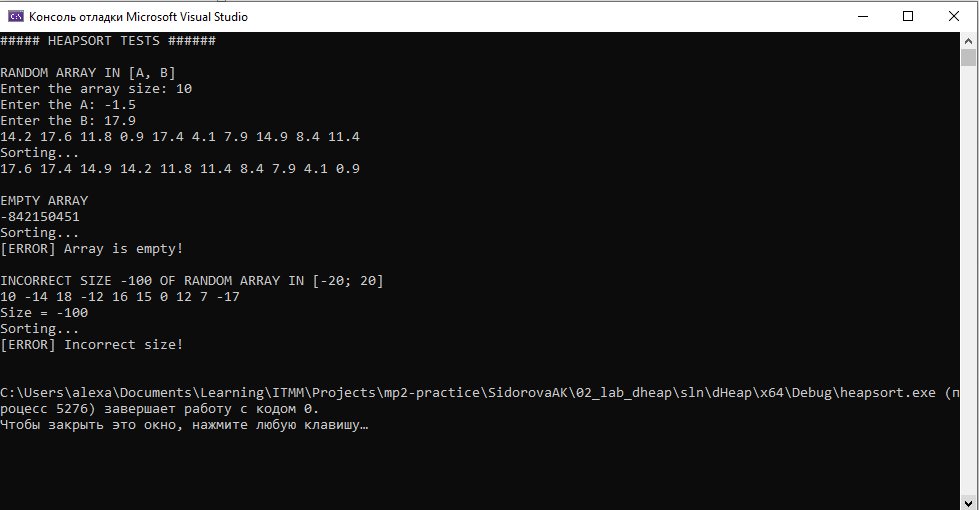 Консоль отладки Microsoft Visual Studio
##### HEAPSORT TESTS ######
RANDOM ARRAY IN [A, B]
Enter the array size: 10
Enter the A: -1.5
Enter the B: 17.9
14.2 17.6 11.8 0.9 17.4 4.1 7.9 14.9 8.4 11.4
Sorting...
17.6 17.4 14.9 14.2 11.8 11.4 8.4 7.9 4.1 0.9
EMPTY ARRAY
-842150451
Sorting...
[ERROR] Array is empty!
INCORRECT SIZE -100 OF RANDOM ARRAY IN [-20; 20]
10 -14 18 -12 16 15 0 12 7 -17
Size = -100
Sorting...
[ERROR] Incorrect size!
C:\Users\alexa\Documents\Learning\ITMM\Projects\mp2-practice\SidorovaAK\02_lab_dheap\sln\dHeap\x64\Debug\heapsort.exe (п
роцесс 5276) завершает работу с кодом 0.
Чтобы закрыть это окно, нажмите любую клавишу…